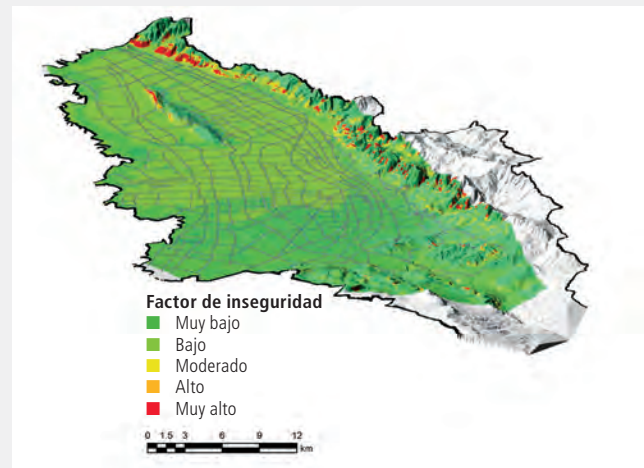 Factor de inseguridad
Muy bajo
Bajo
Moderado
Alto
Muy alto
0 1.5 3 6 9 12
km